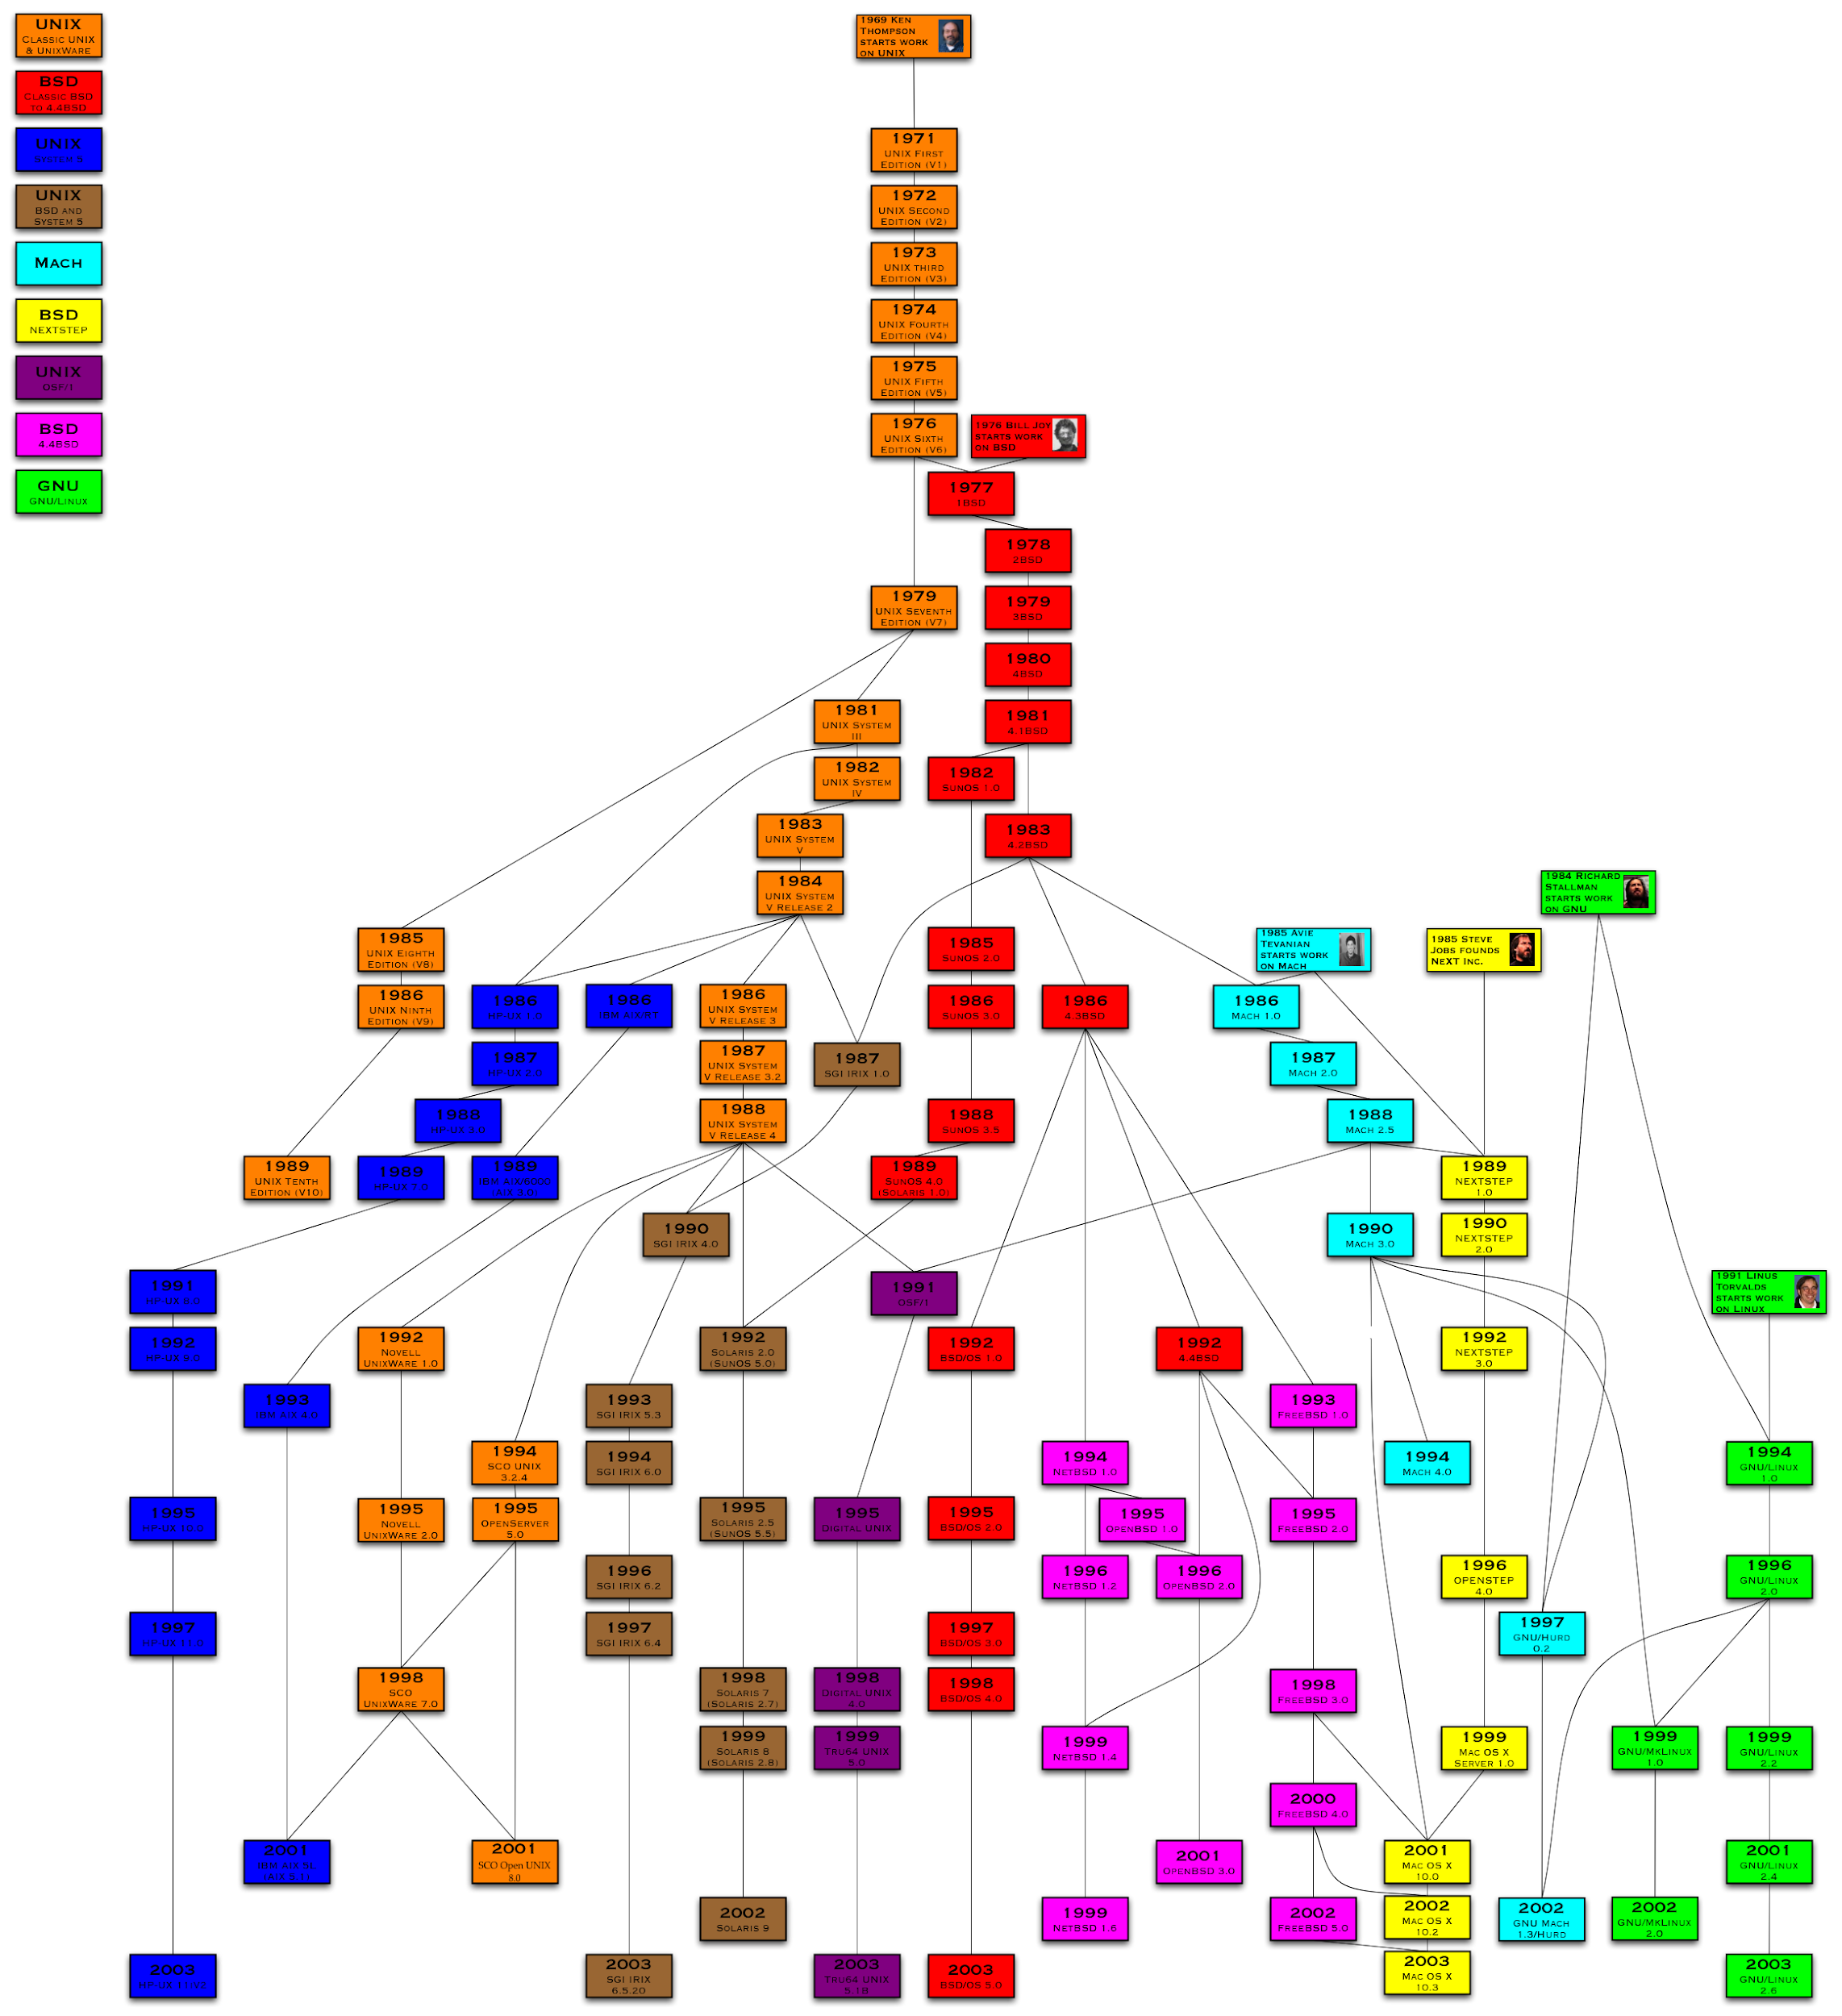 UNIX
Classic UNIX
& UnixWare
BSD
Classic BSD
to 4.4BSD
UNIX
System 5
UNIX
BSD and
System 5
Mach
BSD
NEXTSTEP
UNIX
OSF/1
BSD
4.4BSD
GNU
GNU/Linux
1969 Ken
Thompson
starts work
on UNIX
1971
UNIX First
Edition (V1)
1972
UNIX Second
Edition (V2)
1973
UNIX third
Edition (V3)
1974
UNIX Fourth
Edition (V4)
1975
UNIX Fifth
Edition (V5)
1976
UNIX Sixth
Edition (V6)
1976 Bill Joy
starts work
on BSD
1977
1BSD
1978
2BSD
1979
UNIX Seventh
Edition (V7)
1979
3BSD
1980
4BSD
1981
UNIX System
III
1981
4.1BSD
1982
UNIX System
IV
1982
SunOS 1.0
1983
UNIX System
V
1983
4.2BSD
1984
UNIX System
V Release 2
1984 Richard
Stallman
starts work
on GNU
1985
UNIX Eighth
Edition (V8)
1985
SunOS 2.0
1985 Avie
Tevanian
starts work
on Mach
1985 Steve
Jobs founds
NeXT Inc.
1986
UNIX Ninth
Edition (V9)
1986
HP-UX 1.0
1986
IBM AIX/RT
1986
UNIX System
V Release 3
1986
SunOS 3.0
1986
4.3BSD
1986
Mach 1.0
1987
HP-UX 2.0
1987
UNIX System
V Release 3.2
1987
SGI IRIX 1.0
1987
Mach 2.0
1988
HP-UX 3.0
1988
UNIX System
V Release 4
1988
SunOS 3.5
1988
Mach 2.5
1989
UNIX Tenth
Edition (V10)
1989
HP-UX 7.0
1989
IBM AIX/6000
(AIX 3.0)
1989
SunOS 4.0
(Solaris 1.0)
1989
NEXTSTEP
1.0
1990
SGI IRIX 4.0
1990
Mach 3.0
1990
NEXTSTEP
2.0
1991
HP-UX 8.0
1991
OSF/1
1991 Linus
Torvalds
starts work
on Linux
1992
HP-UX 9.0
1992
Novell
UnixWare 1.0
1992
Solaris 2.0
(SunOS 5.0)
1992
BSD/OS 1.0
1992
4.4BSD
1992
NEXTSTEP
3.0
1993
IBM AIX 4.0
1993
SGI IRIX 5.3
1993
FreeBSD 1.0
1994
SCO UNIX
3.2.4
1994
SGI IRIX 6.0
1994
NetBSD 1.0
1994
Mach 4.0
1994
GNU/Linux
1.0
1995
HP-UX 10.0
1995
Novell
UnixWare 2.0
1995
OpenServer
5.0
1995
Solaris 2.5
(SunOS 5.5)
1995
Digital UNIX
1995
BSD/OS 2.0
1995
OpenBSD 1.0
1995
FreeBSD 2.0
1996
SGI IRIX 6.2
1996
NetBSD 1.2
1996
OpenBSD 2.0
1996
OPENSTEP
4.0
1996
GNU/Linux
2.0
1997
HP-UX 11.0
1997
SGI IRIX 6.4
1997
BSD/OS 3.0
1997
GNU/Hurd
0.2
1998
SCO
UnixWare 7.0
1998
Solaris 7
(Solaris 2.7)
1998
Digital UNIX
4.0
1998
BSD/OS 4.0
1998
FreeBSD 3.0
1999
Solaris 8
(Solaris 2.8)
1999
Tru64 UNIX
5.0
1999
NetBSD 1.4
1999
Mac OS X
Server 1.0
1999
GNU/MkLinux
1.0
1999
GNU/Linux
2.2
2000
FreeBSD 4.0
2001
IBM AIX 5L
(AIX 5.1)
2001
SCO Open UNIX
8.0
2001
OpenBSD 3.0
2001
Mac OS X
10.0
2001
GNU/Linux
2.4
2002
Solaris 9
1999
NetBSD 1.6
2002
FreeBSD 5.0
2002
Mac OS X
10.2
2002
GNU Mach
1.3/Hurd
2002
GNU/MkLinux
2.0
2003
HP-UX 11iV2
2003
SGI IRIX
6.5.20
2003
Tru64 UNIX
5.1B
2003
BSD/OS 5.0
2003
Mac OS X
10.3
2003
GNU/Linux
2.6